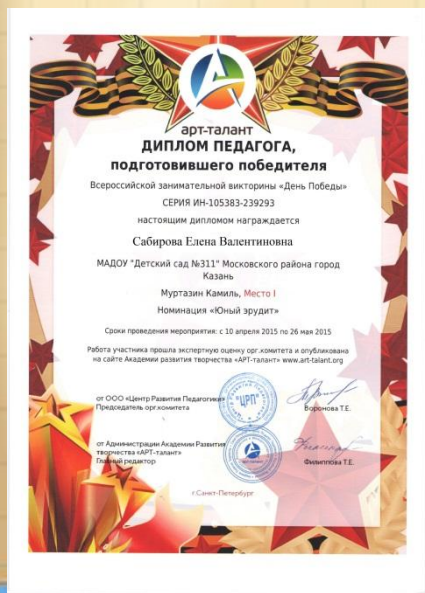 арт-талант
ДИПЛОМ ПЕДАГОГА,
подготовившего победителя
Всероссийской занимательной викторины «День Победы»
СЕРИЯ ИН-105383-239293
настоящим дипломом награждается
Сабирова Елена Валентиновна
МАДОУ "Детский сад №311" Московского района город
Казань
Муртазин Камиль, Место I
Номинация «Юный эрудит»
Сроки проведения мероприятия: с 10 апреля 2015 по 26 мая 2015
Работа участника прошла экспертную оценку орг.комитета и опубликована
на сайте Академии развития творчества «АРТ-талант» www.art-talant.org
от ООО «Центр Развития Педагогики»
Председатель орг.комитета
"ЦРП"
Воронова Т.Е.
от Администрации Академии Развития
творчества «АРТ-талант»
Главный редактор
Филиппова Т.Е.
г.Санкт-Петербург